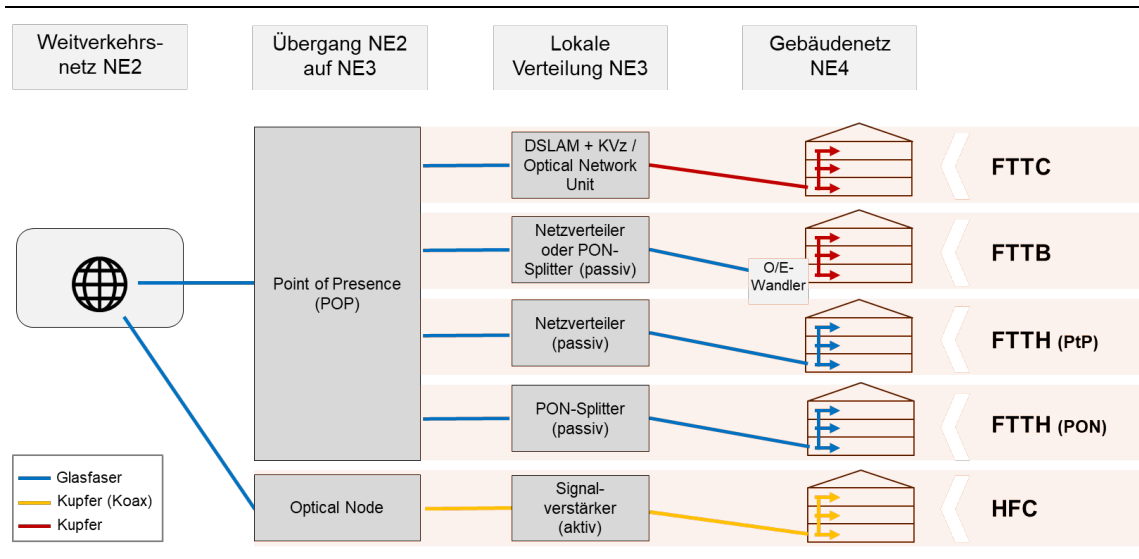 Weitverkehrs-
netz NE2
Übergang NE2
auf NE3
Lokale
Verteilung NE3
Gebäudenetz
NE4
DSLAM + KVz /
Optical Network
Unit
FTTC
Netzverteiler
oder PON-
Splitter (passiv)
O/E-
Wandler
FTTB
Point of Presence
(POP)
Netzverteiler
(passiv)
FTTH (PtP)
PON-Splitter
(passiv)
FTTH (PON)
Glasfaser
Kupfer (Koax)
Kupfer
Optical Node
Signal-
verstärker
(aktiv)
HFC